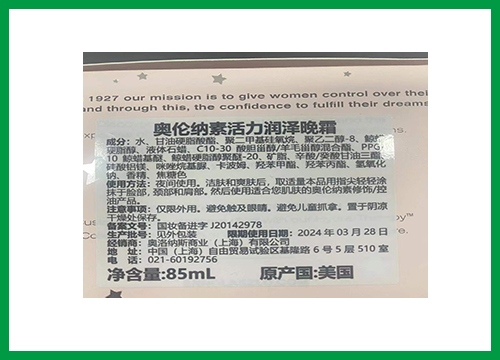 1927 our mission is to give women control over their
and through this, the confidence to fulfill their dreams
奥伦纳素活力润泽晚霜
成分：水、甘油硬脂酸酯、聚二甲基硅氧烷、聚乙二醇-8、鲸蜡
硬脂醇、液体石蜡、C10-30 酸胆甾醇/羊毛甾醇混合酯、PPG-
10 鲸蜡基醚、鲸蜡硬脂醇聚醚-20、矿脂、辛酸/癸酸甘油三酯、
硅酸铝镁、咪唑烷基脲、卡波姆、羟苯甲酯、羟苯丙酯、氢氧化
钠、香精、焦糖色
使用方法：夜间使用。洁肤和爽肤后，取适量本品用指尖轻轻涂
抹于脸部、颈部和肩部。然后使用适合您肌肤的奥伦纳素修饰/控
油产品。
注意事项：仅限外用。避免触及眼睛。避免儿童抓拿。置于阴凉
干燥处保存。
备案文号：国妆备进字 J20142978
生产批号：见外包装 限期使用日期：2024 年 03 月 28 日
经销商：奥洛纳斯商业（上海）有限公司
地址：中国（上海）自由贸易试验区基隆路 6 号 5 层 510 室
电话：021-60192756
净含量:85mL 原产国:美国